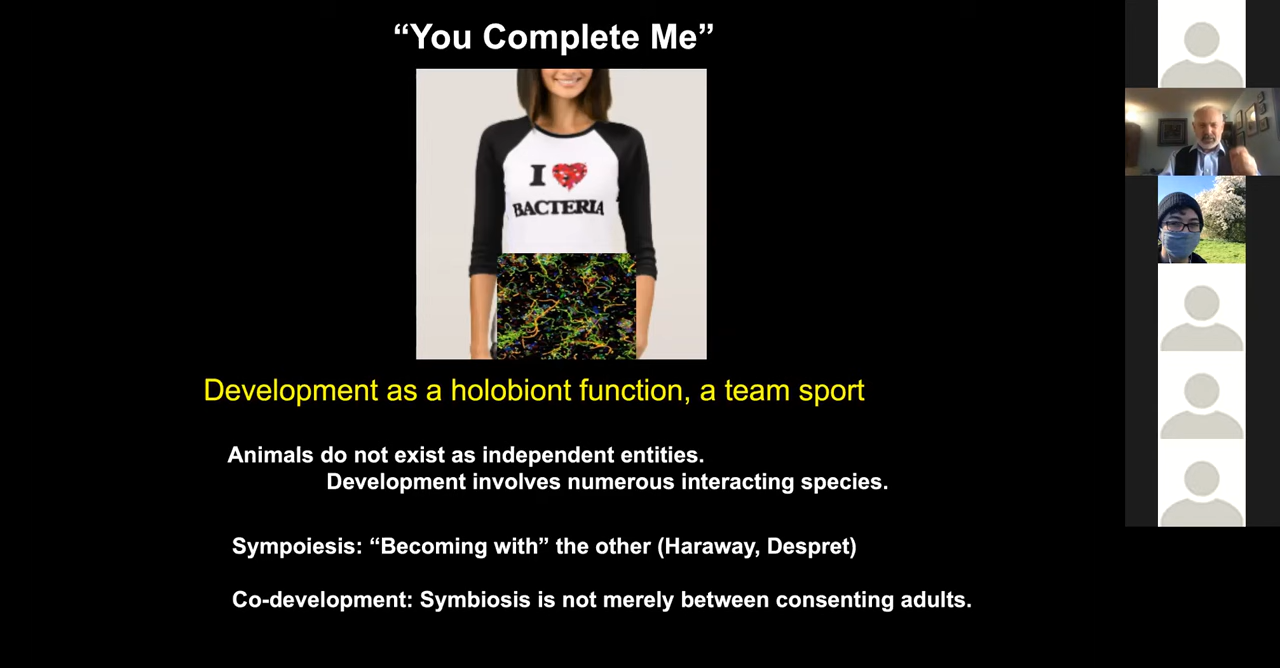 “You Complete Me”
I
BACTERIA
Development as a holobiont function, a team sport
Animals do not exist as independent entities.
Development involves numerous interacting species.
Sympoiesis: “Becoming with” the other (Haraway, Despret)
Co-development: Symbiosis is not merely between consenting adults.